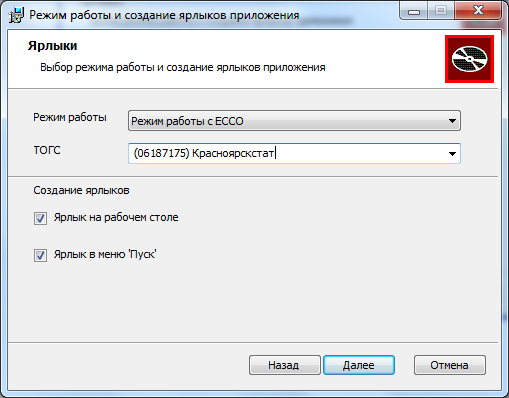 Режим работы и создание ярлыков приложения
Ярлыки
Выбор режима работы и создание ярлыков приложения
Режим работы Режим работы с ЕССО
ТОГС (06187175) Красноярскстат
Создание ярлыков
Ярлык на рабочем столе
Ярлык в меню 'Пуск'
Назад Далее Отмена